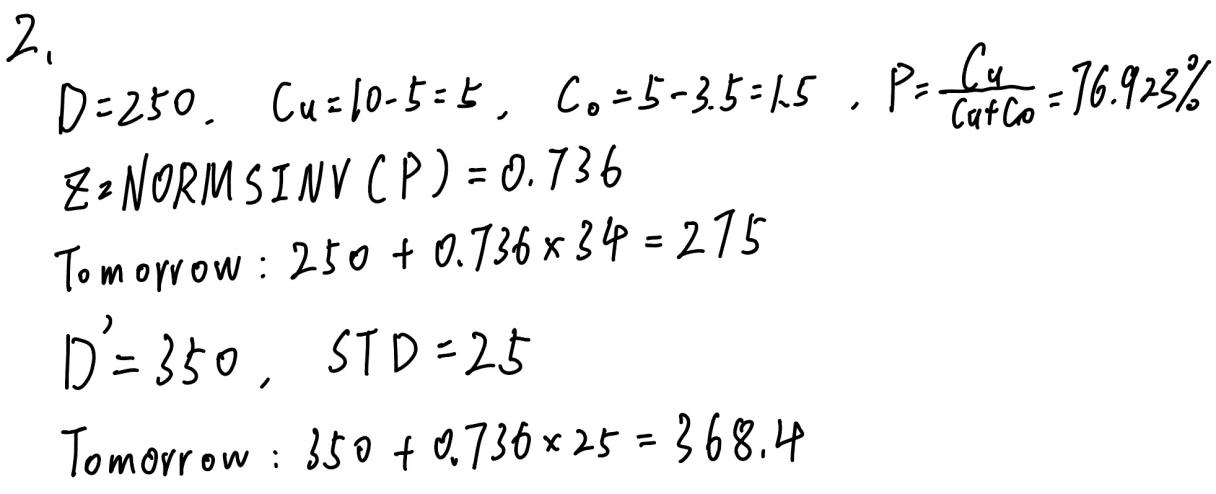 2.
D=250. Cu=10-5=5, Co=5-3.5=1.5, P=Cu/(Cu+Co)=76.923%
Z=NORMSINV(P)=0.736
Tomorrow: 250+0.736×34=275
D'=350, STD=25
Tomorrow: 350+0.736×25=368.4